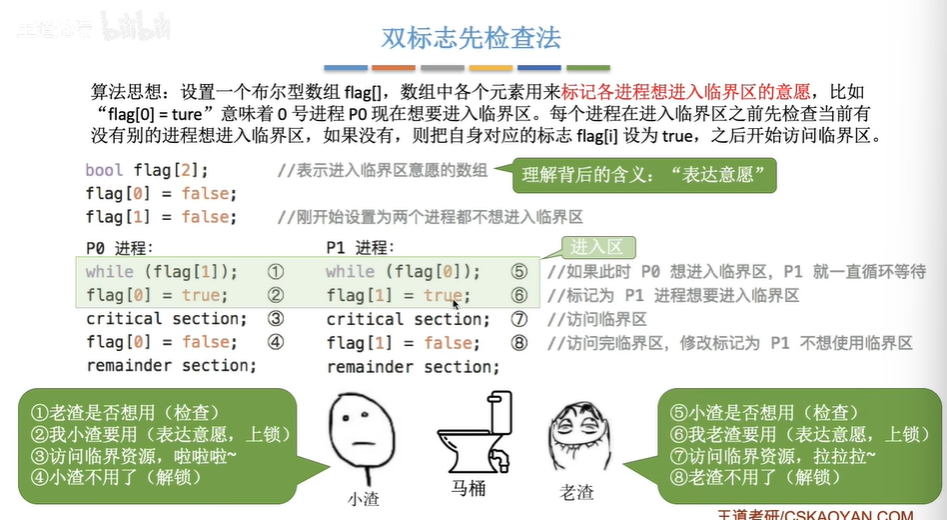 双标志先检查法
算法思想：设置一个布尔型数组 flag[]，数组中各个元素用来标记各进程想进入临界区的意愿，比如
“flag[0] = ture”意味着 0 号进程 P0 现在想要进入临界区。每个进程在进入临界区之前先检查当前有
没有别的进程想进入临界区，如果没有，则把自身对应的标志 flag[i] 设为 true，之后开始访问临界区。
bool flag[2]; //表示进入临界区意愿的数组
理解背后的含义：“表达意愿”
flag[0] = false;
flag[1] = false; //刚开始设置为两个进程都不想进入临界区
P0 进程： P1 进程：
进入区
while (flag[1]); ① while (flag[0]); ⑤ //如果此时 P0 想进入临界区，P1 就一直循环等待
flag[0] = true; ② flag[1] = true; ⑥ //标记为 P1 进程想要进入临界区
critical section; ③ critical section; ⑦ //访问临界区
flag[0] = false; ④ flag[1] = false; ⑧ //访问完临界区，修改标记为 P1 不想使用临界区
remainder section; remainder section;
①老渣是否想用（检查）
②我小渣要用（表达意愿，上锁）
③访问临界资源，啦啦啦~
④小渣不用了（解锁）
小渣
马桶
老渣
⑤小渣是否想用（检查）
⑥我老渣要用（表达意愿，上锁）
⑦访问临界资源，拉拉拉~
⑧老渣不用了（解锁）
王道考研/CSKAOYAN.COM
bilibili